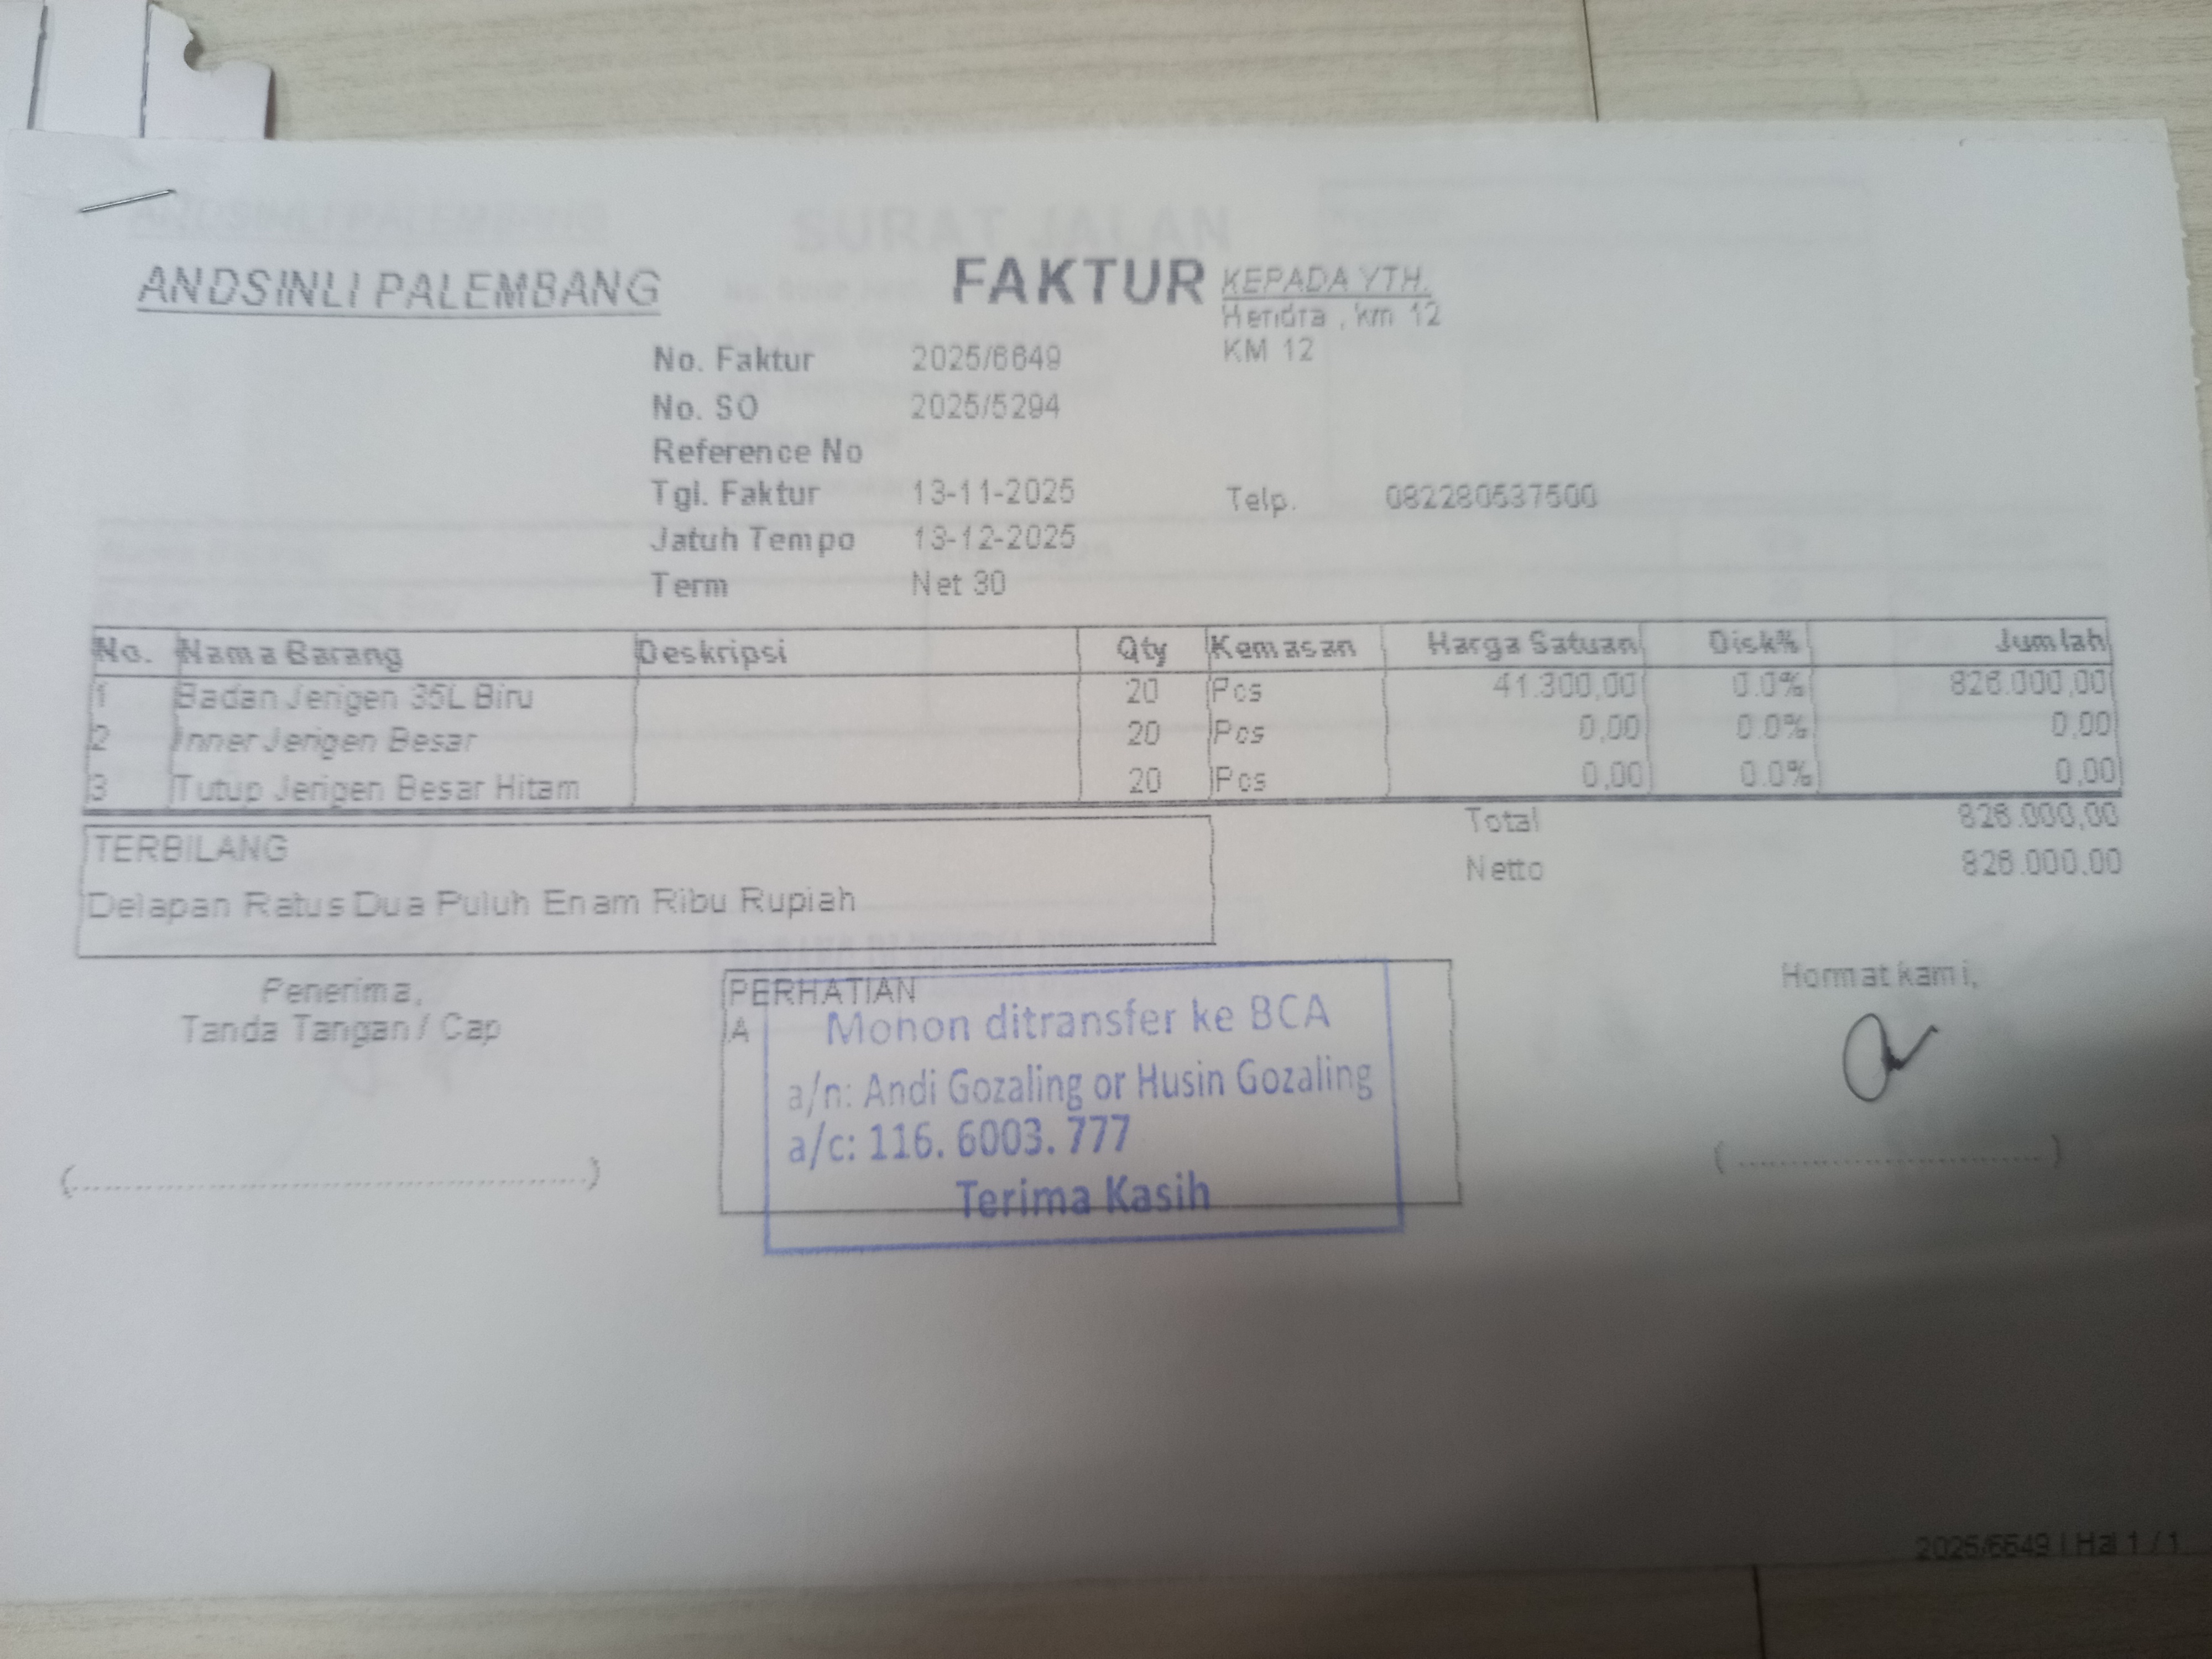 ANDSINLI PALEMBANG
FAKTUR
KEPADA YTH.
Hendra , km 12
KM 12
No. Faktur 2025/6649
No. SO 2025/5294
Reference No
Tgl. Faktur 13-11-2025
Telp. 082280537500
Jatuh Tempo 13-12-2025
Term Net 30
No. Nama Barang Deskripsi Qty Kemasan Harga Satuan Disk% Jumlah
1 Badan Jerigen 35L Biru 20 Pcs 41.300,00 0.0% 826.000,00
2 Inner Jerigen Besar 20 Pcs 0,00 0.0% 0,00
3 Tutup Jerigen Besar Hitam 20 Pcs 0,00 0.0% 0,00
Total 826.000,00
Netto 826.000,00
TERBILANG
Delapan Ratus Dua Puluh Enam Ribu Rupiah
Penerima,
Tanda Tangan / Cap
PERHATIAN
A
Mohon ditransfer ke BCA
a/n: Andi Gozaling or Husin Gozaling
a/c: 116. 6003. 777
Terima Kasih
Hormat kami,
2025/6649 | Hal 1 / 1
SURAT JALAN
ANDSINLI PALEMBANG